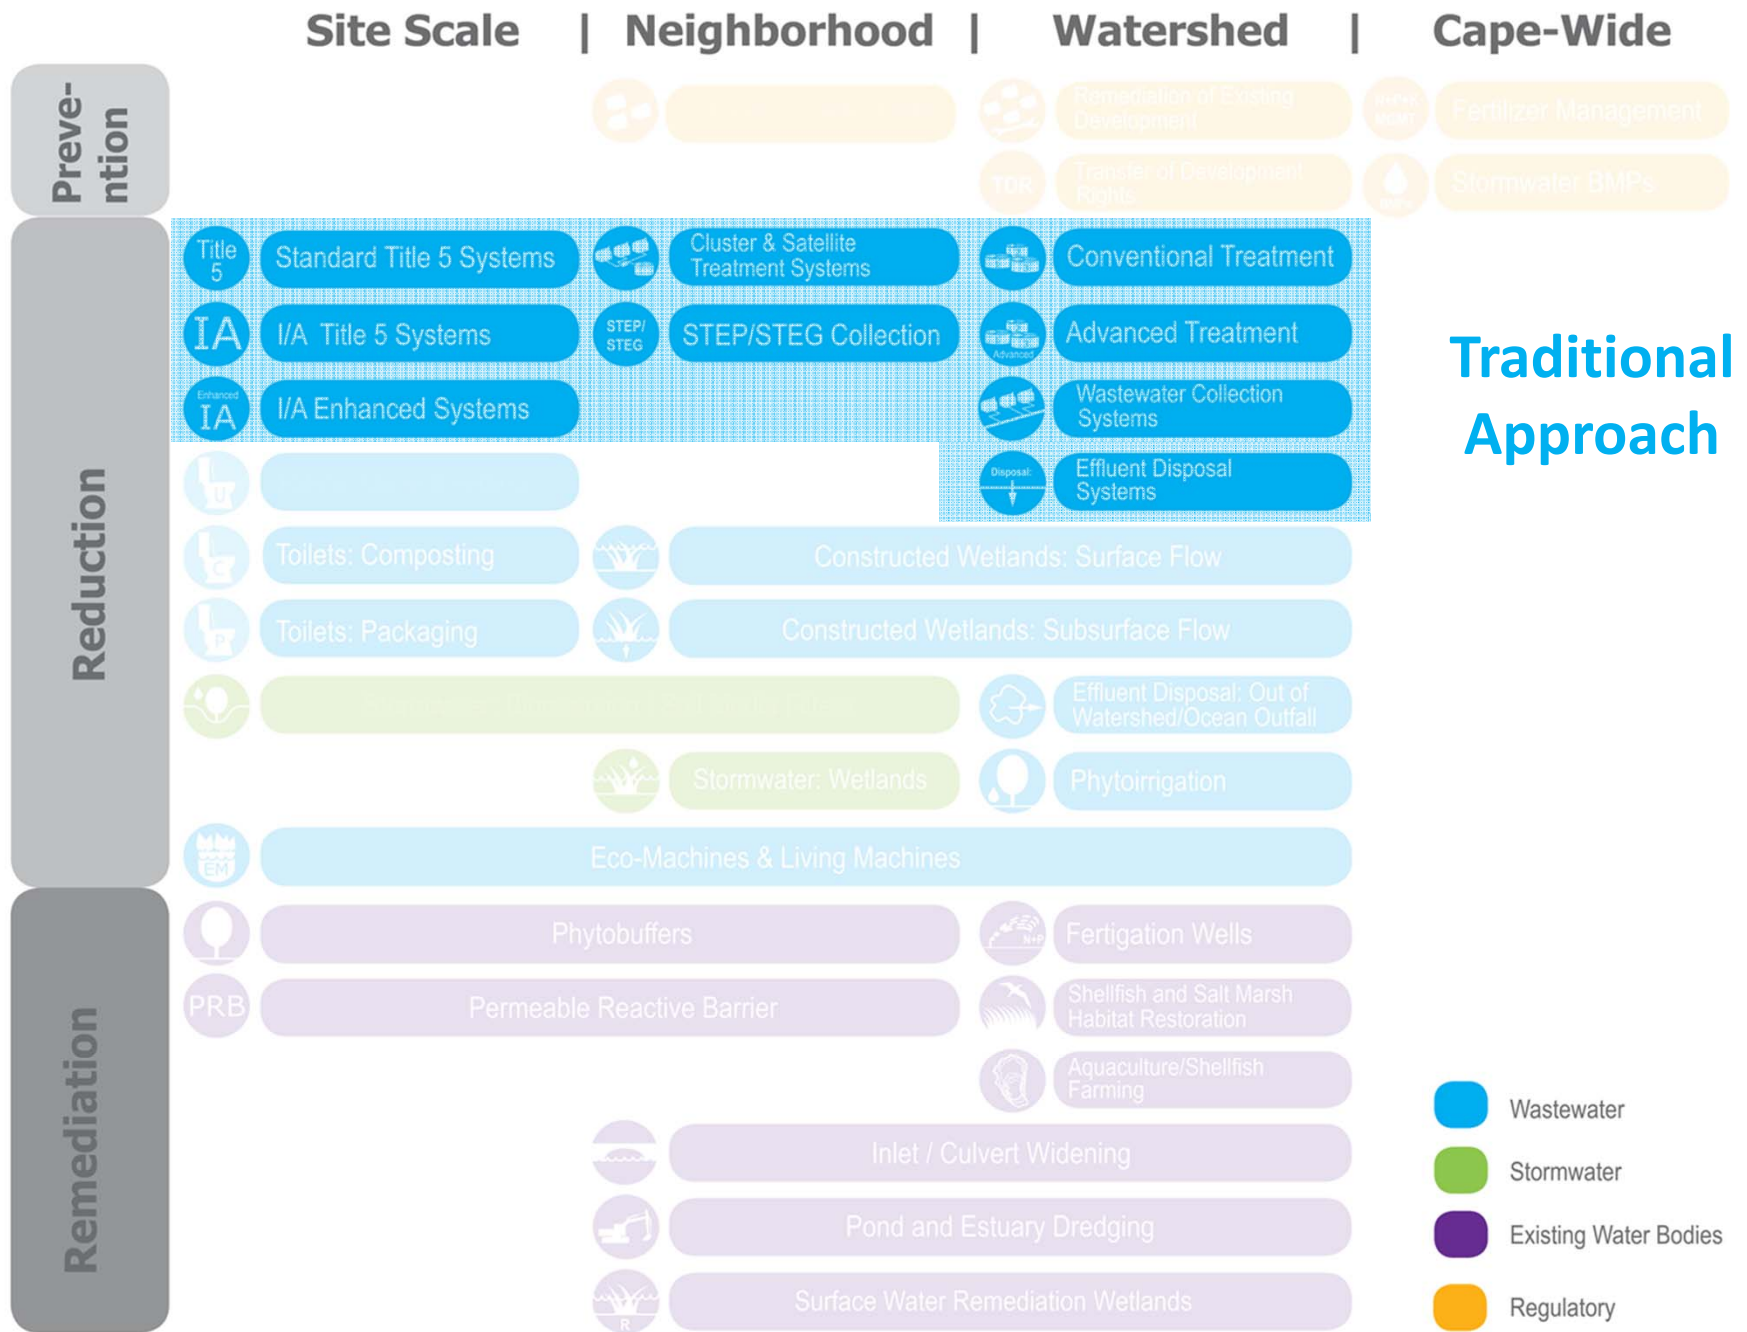 Site Scale | Neighborhood | Watershed | Cape-Wide
Preve-
ntion
Remediation of Existing
Development
N+P+K
MGMT
Fertilizer Management
TDR
Transfer of Development
Rights
BMPs
Stormwater BMPs
Reduction
Title
5
Standard Title 5 Systems
Cluster & Satellite
Treatment Systems
Conventional Treatment
IA
I/A Title 5 Systems
STEP/
STEG
STEP/STEG Collection
Advanced
Advanced Treatment
Enhanced
IA
I/A Enhanced Systems
Wastewater Collection
Systems
Traditional
Approach
U
Disposal:
Effluent Disposal
Systems
C
Toilets: Composting
Constructed Wetlands: Surface Flow
P
Toilets: Packaging
Constructed Wetlands: Subsurface Flow
Effluent Disposal: Out of
Watershed/Ocean Outfall
Stormwater: Wetlands
Phytoirrigation
EM
Eco-Machines & Living Machines
Remediation
Phytobuffers
N+P
Fertigation Wells
PRB
Permeable Reactive Barrier
Shellfish and Salt Marsh
Habitat Restoration
Aquaculture/Shellfish
Farming
Inlet / Culvert Widening
Pond and Estuary Dredging
R
Surface Water Remediation Wetlands
Wastewater
Stormwater
Existing Water Bodies
Regulatory